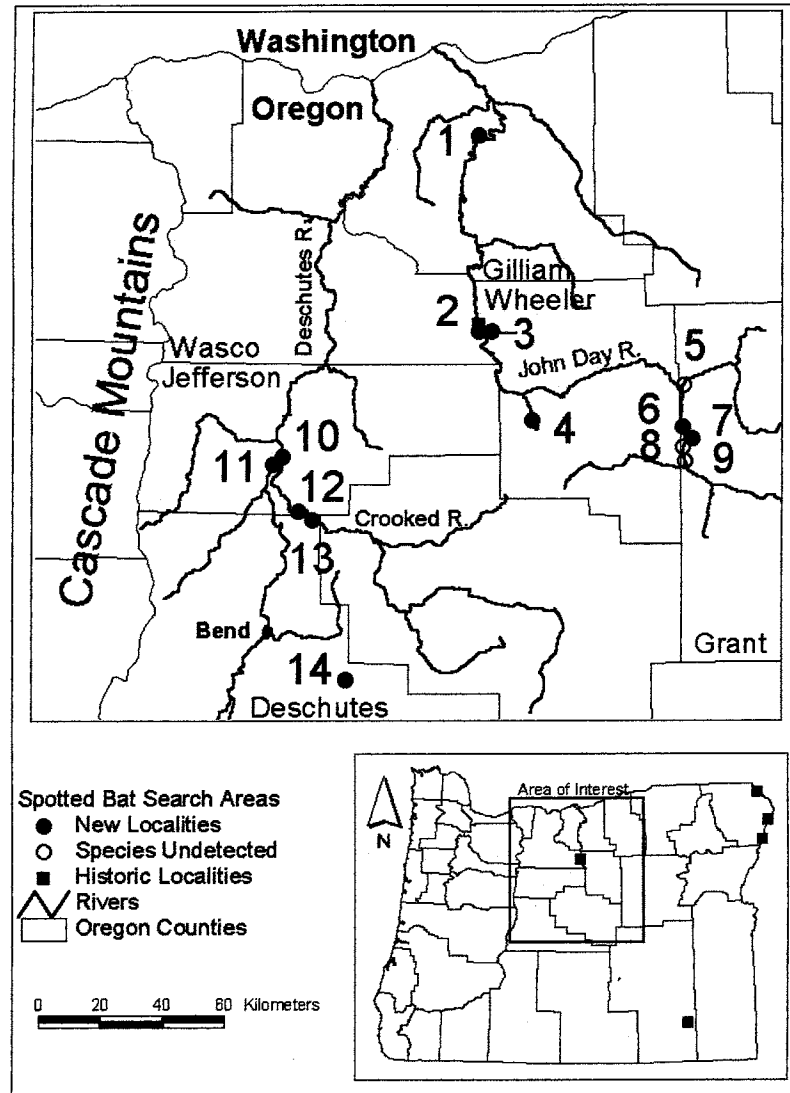 Washington
Oregon
1
Cascade Mountains
Deschutes R.
Gilliam
Wheeler
2
3
John Day R.
5
Wasco
Jefferson
4
6
7
8
9
10
11
12
Crooked R.
13
Bend
Grant
14
Deschutes
Spotted Bat Search Areas
New Localities
Species Undetected
Historic Localities
Rivers
Oregon Counties
0 20 40 60 Kilometers
Area of Interest
N